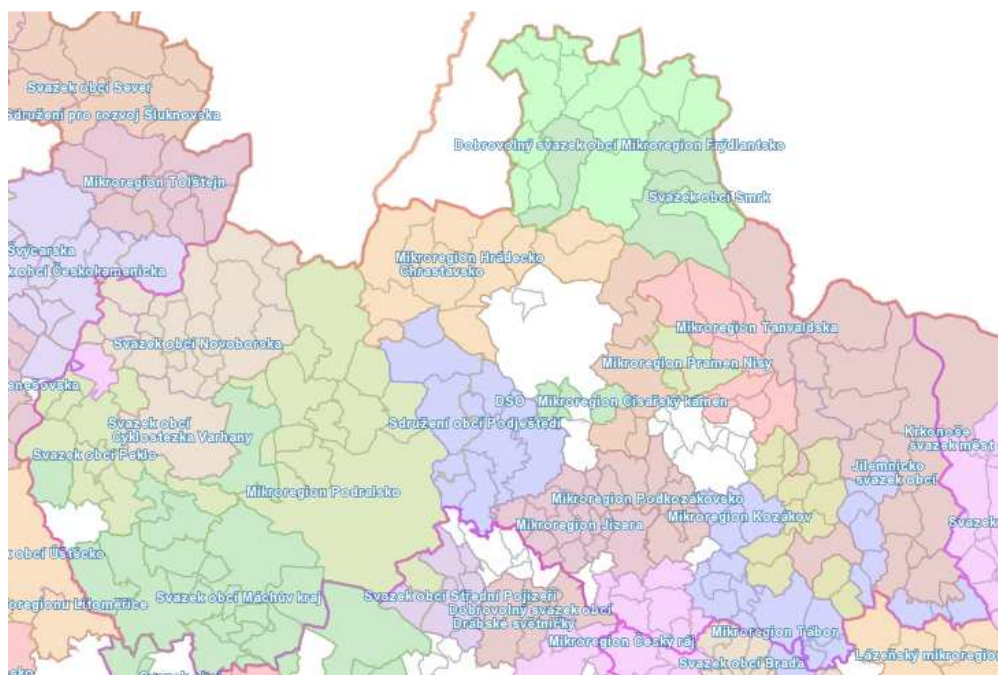 Svazek obcí Sever
Sdružení pro rozvoj Šluknovska
Dobrovolný svazek obcí Mikroregion Frýdlantsko
Mikroregion Tolštejn
Svazek obcí Smrk
Švýcarska
Mikroregion Hrádecko
Chrastavsko
k obcí Českokamenicka
Mikroregion Tanvaldska
Svazek obcí Novoborska
Mikroregion Pramen Nisy
enešovska
DSO
Mikroregion Císařský kámen
Svazek obcí
Cyklostezka Varhany
Sdružení obcí Podještědí
Krkonoše
svazek měst
Svazek obcí Peklo
Jilemnicko
svazek obcí
Mikroregion Podralsko
Mikroregion Podkozákovsko
Mikroregion Kozákov
Mikroregion Jizera
Svazek
k obcí Úštěcko
Svazek obcí Střední Pojizeří
Svazek obcí Máchův kraj
oregionu Litoměřice
Dobrovolný svazek obcí
Drábské světničky
Mikroregion Český ráj
Mikroregion Tábor
Lázeňský mikroregion
Svazek obcí Brada